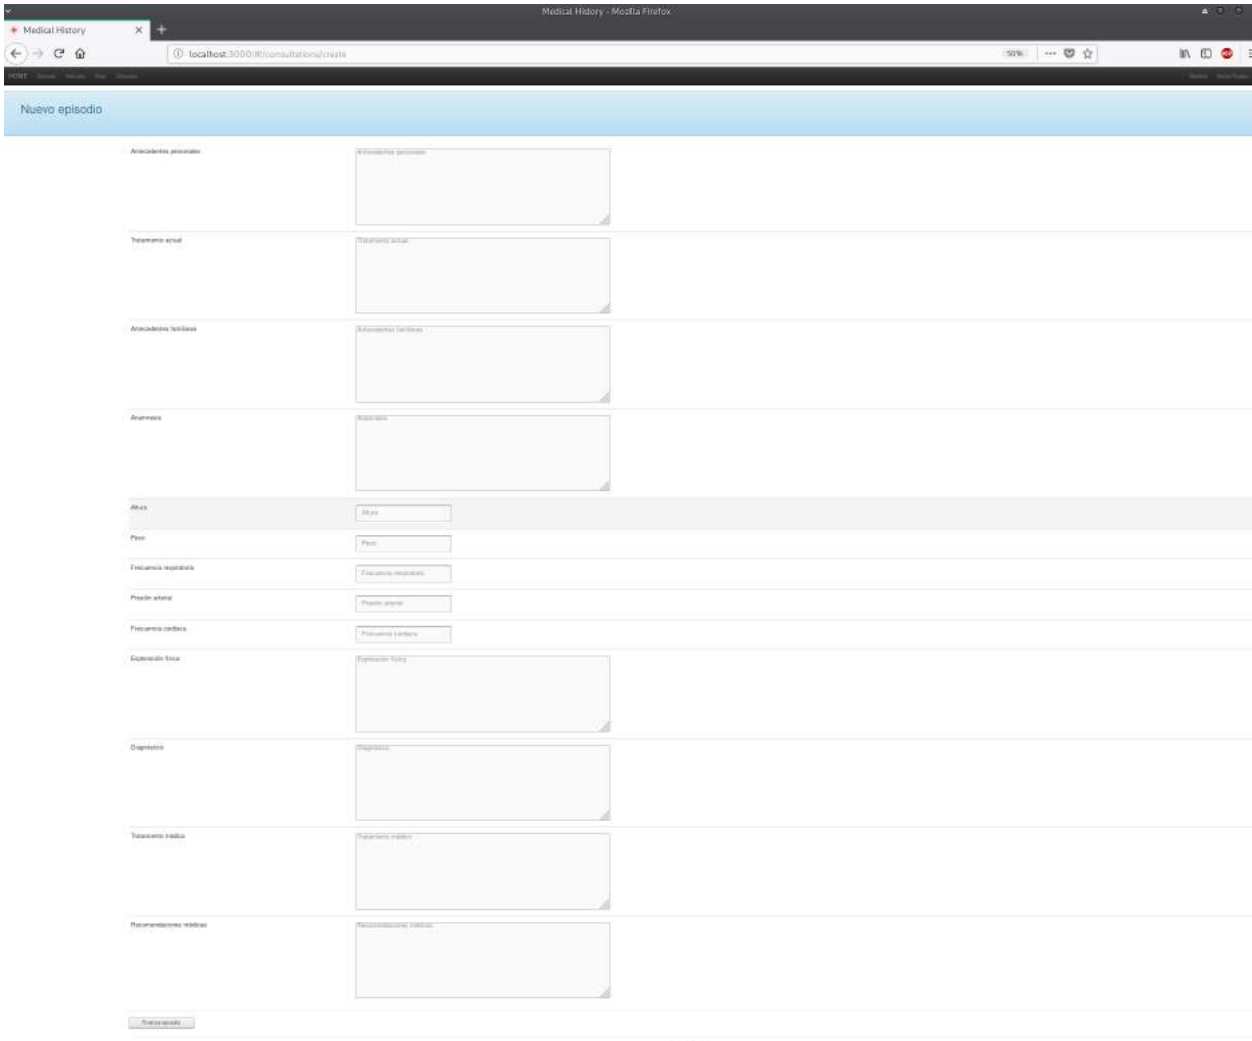 Medical History - Mozilla Firefox
Medical History
localhost:3000/#!/consultations/create
50%
HOME
Nuevo episodio
Antecedentes personales
Antecedentes personales
Tratamiento actual
Tratamiento actual
Antecedentes familiares
Antecedentes familiares
Anamnesis
Anamnesis
Altura
Altura
Peso
Peso
Frecuencia respiratoria
Frecuencia respiratoria
Presión arterial
Presión arterial
Frecuencia cardiaca
Frecuencia cardiaca
Exploración física
Exploración física
Diagnóstico
Diagnóstico
Tratamiento médico
Tratamiento médico
Recomendaciones médicas
Recomendaciones médicas